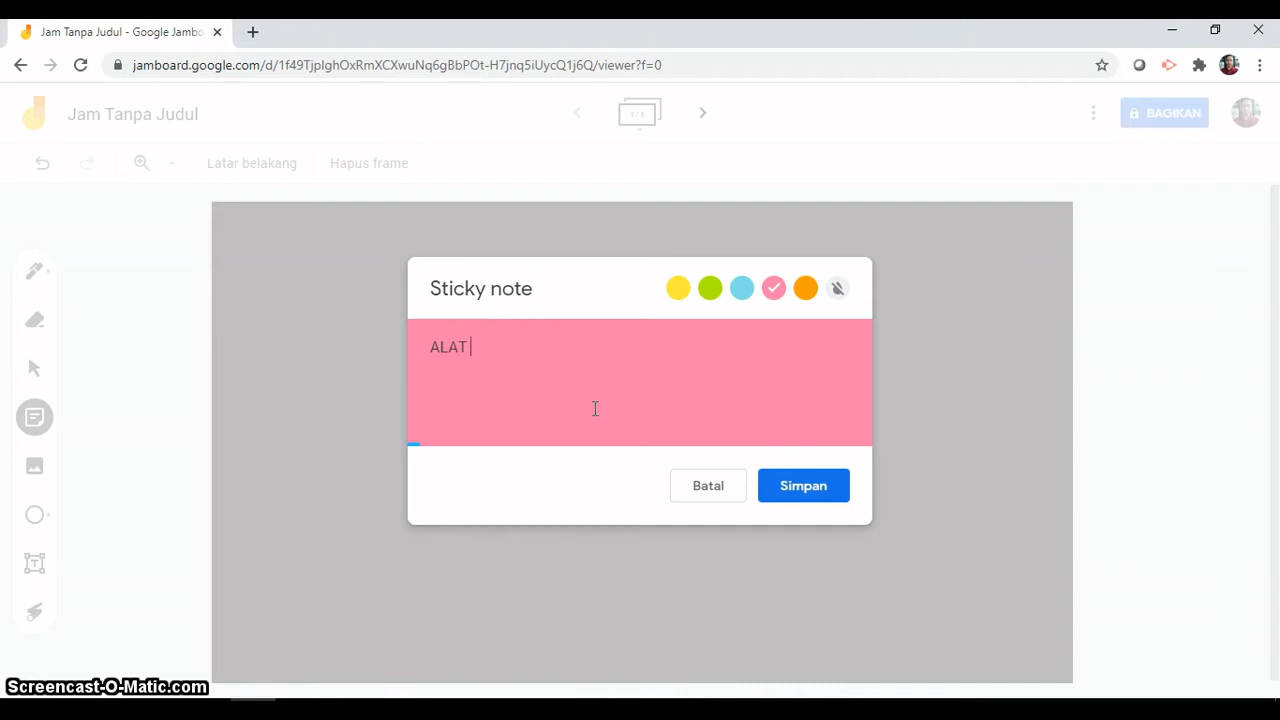 Jam Tanpa Judul - Google Jambo
jamboard.google.com/d/1f49TjpIghOxRmXCXwuNq6gBbPOt-H7jnq5iUycQ1j6Q/viewer?f=0
Jam Tanpa Judul
1/1
BAGIKAN
Latar belakang
Hapus frame
Sticky note
ALAT
Batal
Simpan
Screencast-O-Matic.com